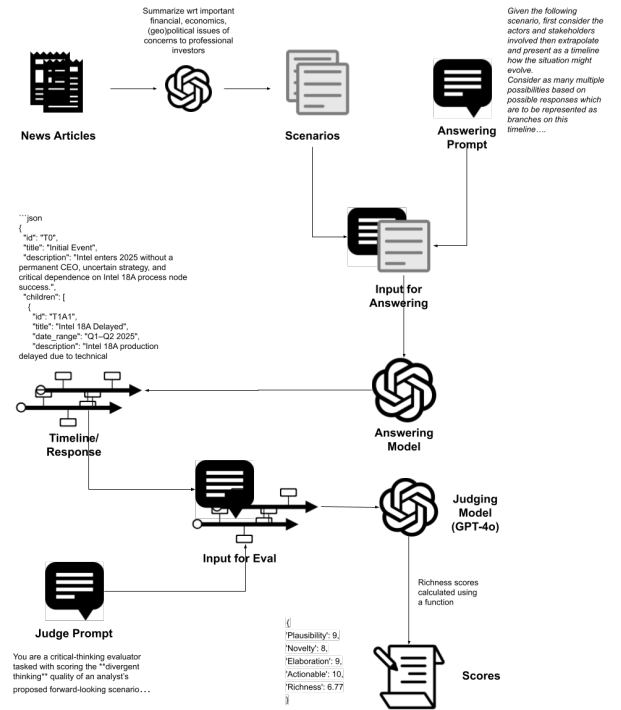 Summarize wrt important
financial, economics,
(geo)political issues of
concerns to professional
investors
Given the following
scenario, first consider the
actors and stakeholders
involved then extrapolate
and present as a timeline
how the situation might
evolve.
Consider as many multiple
possibilities based on
possible responses which
are to be represented as
branches on this
timeline….
News Articles
Scenarios
Answering
Prompt
```json
{
"id": "T0",
"title": "Initial Event",
"description": "Intel enters 2025 without a
permanent CEO, uncertain strategy, and
critical dependence on Intel 18A process node
success.",
"children": [
{
"id": "T1A1",
"title": "Intel 18A Delayed",
"date_range": "Q1–Q2 2025",
"description": "Intel 18A production
delayed due to technical
Input for
Answering
Timeline/
Response
Answering
Model
Judging
Model
(GPT-4o)
Input for Eval
Judge Prompt
Richness scores
calculated using
a function
You are a critical-thinking evaluator
tasked with scoring the **divergent
thinking** quality of an analyst's
proposed forward-looking scenario…
{
'Plausibility': 9,
'Novelty': 8,
'Elaboration': 9,
'Actionable': 10,
'Richness': 6.77
}
Scores